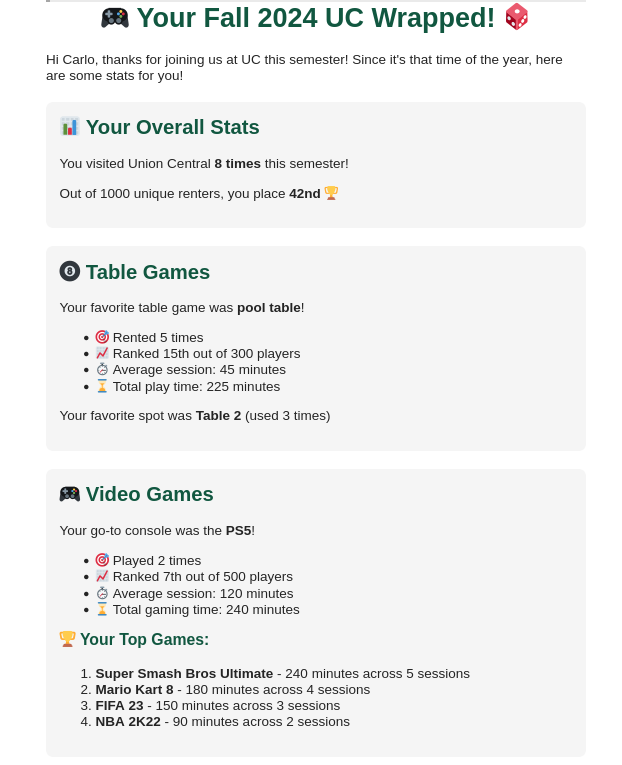 Your Fall 2024 UC Wrapped!
Hi Carlo, thanks for joining us at UC this semester! Since it's that time of the year, here
are some stats for you!
Your Overall Stats
You visited Union Central 8 times this semester!
Out of 1000 unique renters, you place 42nd
Table Games
Your favorite table game was pool table!
Rented 5 times
Ranked 15th out of 300 players
Average session: 45 minutes
Total play time: 225 minutes
Your favorite spot was Table 2 (used 3 times)
Video Games
Your go-to console was the PS5!
Played 2 times
Ranked 7th out of 500 players
Average session: 120 minutes
Total gaming time: 240 minutes
Your Top Games:
1. Super Smash Bros Ultimate - 240 minutes across 5 sessions
2. Mario Kart 8 - 180 minutes across 4 sessions
3. FIFA 23 - 150 minutes across 3 sessions
4. NBA 2K22 - 90 minutes across 2 sessions